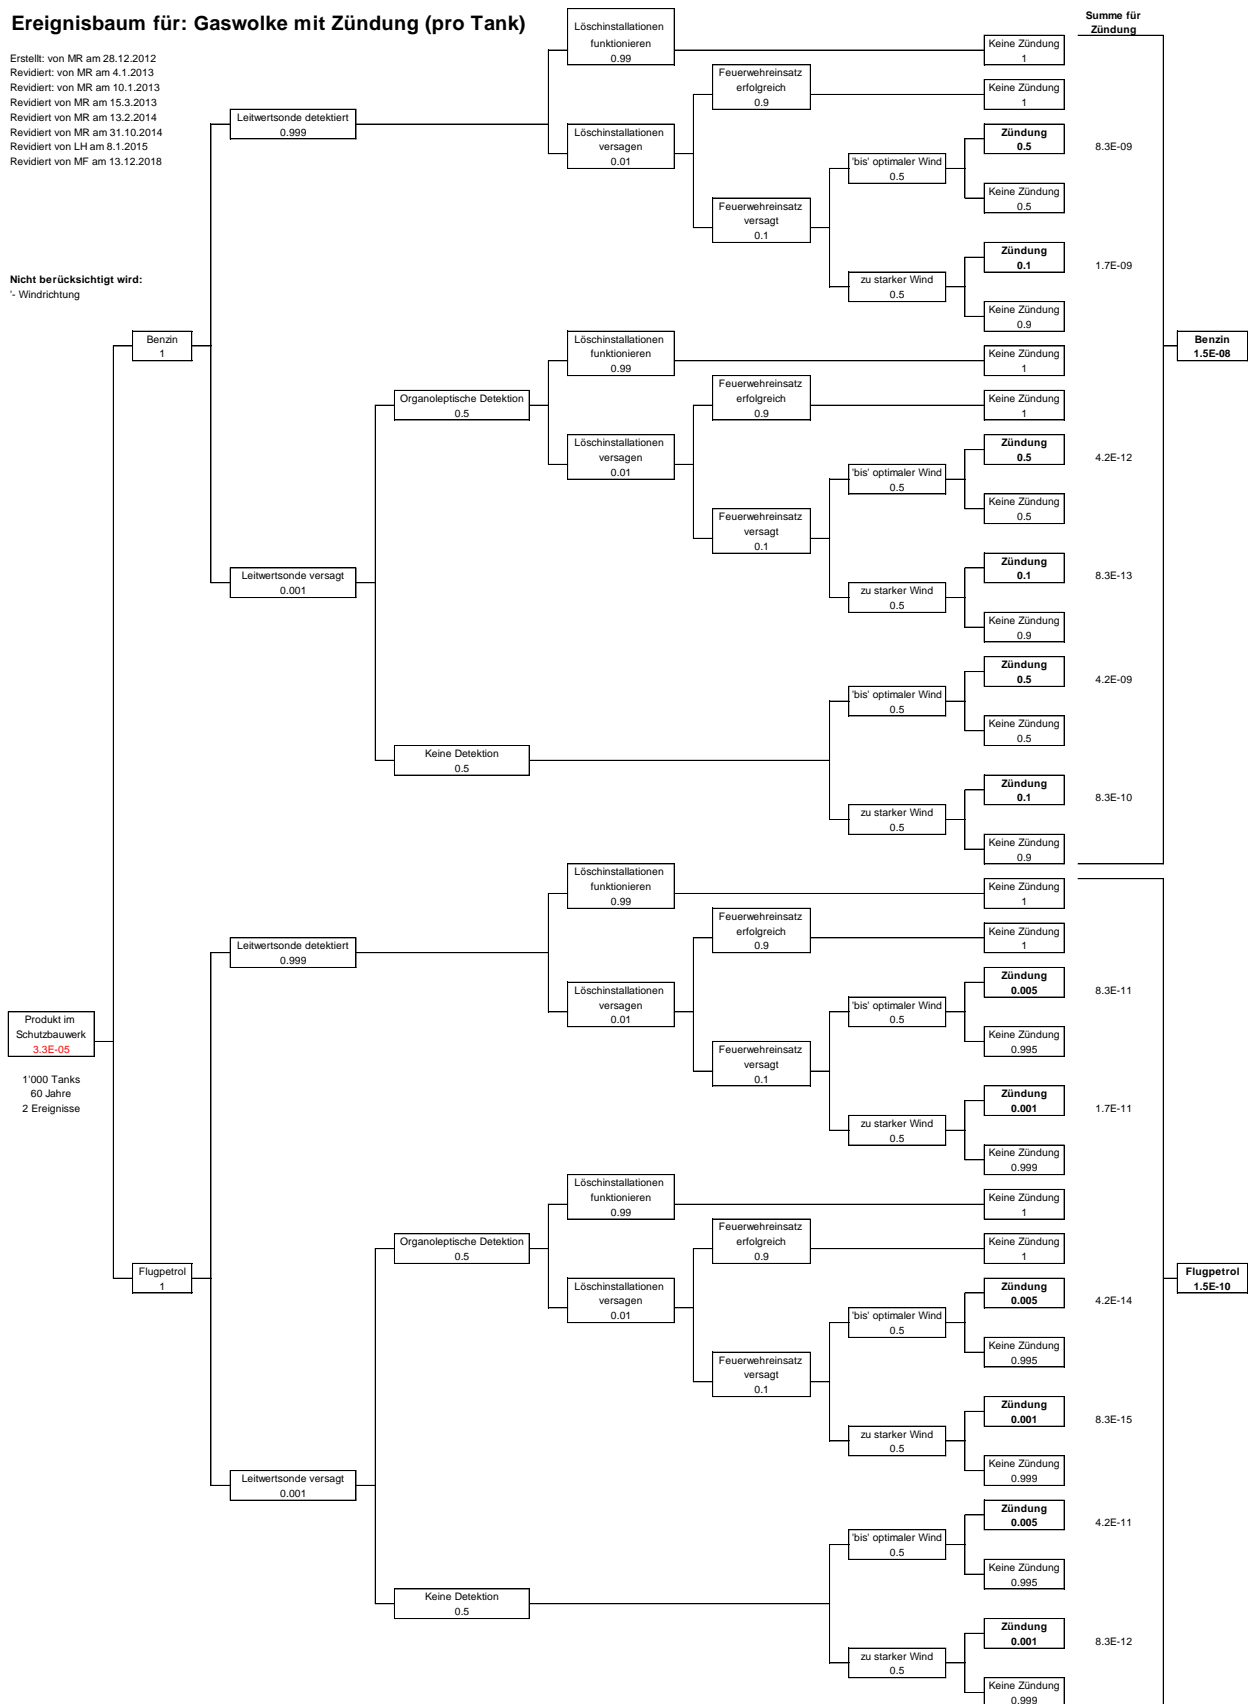 Ereignisbaum für: Gaswolke mit Zündung (pro Tank)
Erstellt: von MR am 28.12.2012
Revidiert: von MR am 4.1.2013
Revidiert: von MR am 10.1.2013
Revidiert von MR am 15.3.2013
Revidiert von MR am 13.2.2014
Revidiert von MR am 31.10.2014
Revidiert von LH am 8.1.2015
Revidiert von MF am 13.12.2018
Nicht berücksichtigt wird:
'- Windrichtung
Summe für
Zündung
Löschinstallationen
funktionieren
0.99
Keine Zündung
1
Leitwertsonde detektiert
0.999
Feuerwehreinsatz
erfolgreich
0.9
Keine Zündung
1
Löschinstallationen
versagen
0.01
Zündung
0.5
8.3E-09
'bis' optimaler Wind
0.5
Keine Zündung
0.5
Feuerwehreinsatz
versagt
0.1
Zündung
0.1
1.7E-09
zu starker Wind
0.5
Keine Zündung
0.9
Benzin
1
Löschinstallationen
funktionieren
0.99
Keine Zündung
1
Benzin
1.5E-08
Organoleptische Detektion
0.5
Feuerwehreinsatz
erfolgreich
0.9
Keine Zündung
1
Löschinstallationen
versagen
0.01
Zündung
0.5
4.2E-12
'bis' optimaler Wind
0.5
Keine Zündung
0.5
Feuerwehreinsatz
versagt
0.1
Leitwertsonde versagt
0.001
Zündung
0.1
8.3E-13
zu starker Wind
0.5
Keine Zündung
0.9
Zündung
0.5
4.2E-09
'bis' optimaler Wind
0.5
Keine Zündung
0.5
Keine Detektion
0.5
Zündung
0.1
8.3E-10
zu starker Wind
0.5
Keine Zündung
0.9
Löschinstallationen
funktionieren
0.99
Keine Zündung
1
Leitwertsonde detektiert
0.999
Feuerwehreinsatz
erfolgreich
0.9
Keine Zündung
1
Löschinstallationen
versagen
0.01
Zündung
0.005
8.3E-11
'bis' optimaler Wind
0.5
Produkt im
Schutzbauwerk
3.3E-05
1'000 Tanks
60 Jahre
2 Ereignisse
Keine Zündung
0.995
Feuerwehreinsatz
versagt
0.1
Zündung
0.001
1.7E-11
zu starker Wind
0.5
Keine Zündung
0.999
Löschinstallationen
funktionieren
0.99
Keine Zündung
1
Organoleptische Detektion
0.5
Feuerwehreinsatz
erfolgreich
0.9
Keine Zündung
1
Flugpetrol
1
Flugpetrol
1.5E-10
Löschinstallationen
versagen
0.01
Zündung
0.005
4.2E-14
'bis' optimaler Wind
0.5
Keine Zündung
0.995
Feuerwehreinsatz
versagt
0.1
Zündung
0.001
8.3E-15
zu starker Wind
0.5
Keine Zündung
0.999
Leitwertsonde versagt
0.001
Zündung
0.005
4.2E-11
'bis' optimaler Wind
0.5
Keine Zündung
0.995
Keine Detektion
0.5
Zündung
0.001
8.3E-12
zu starker Wind
0.5
Keine Zündung
0.999